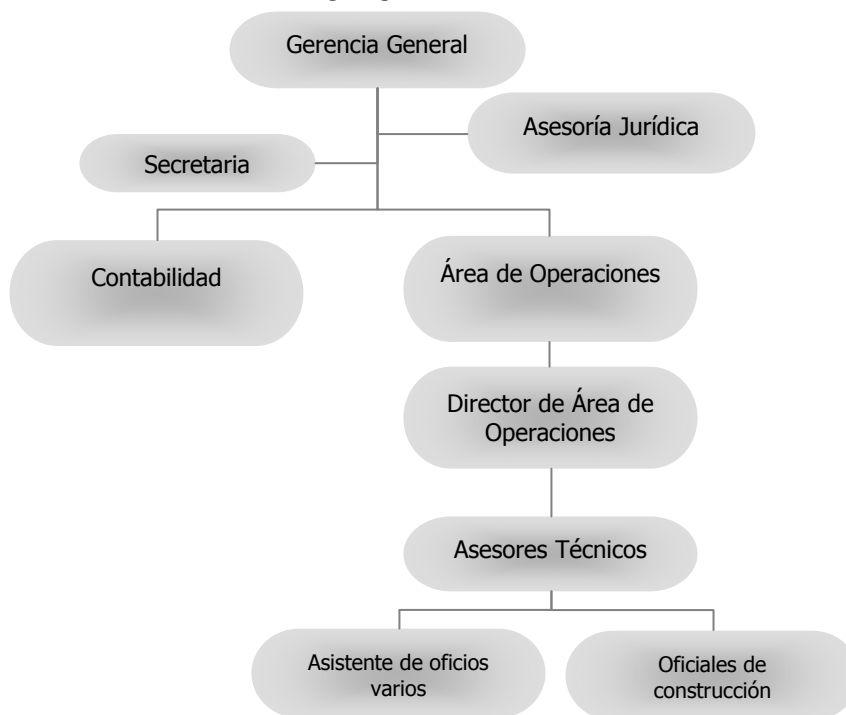 Gerencia General
Asesoría Jurídica
Secretaria
Contabilidad
Área de Operaciones
Director de Área de
Operaciones
Asesores Técnicos
Asistente de oficios
varios
Oficiales de
construcción